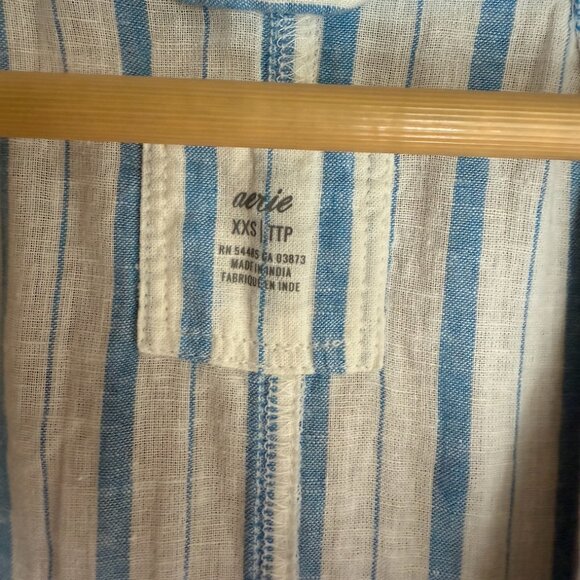 aerie
XXS | TTP
RN 54485 CA 03873
MADE IN INDIA
FABRIQUÉ EN INDE